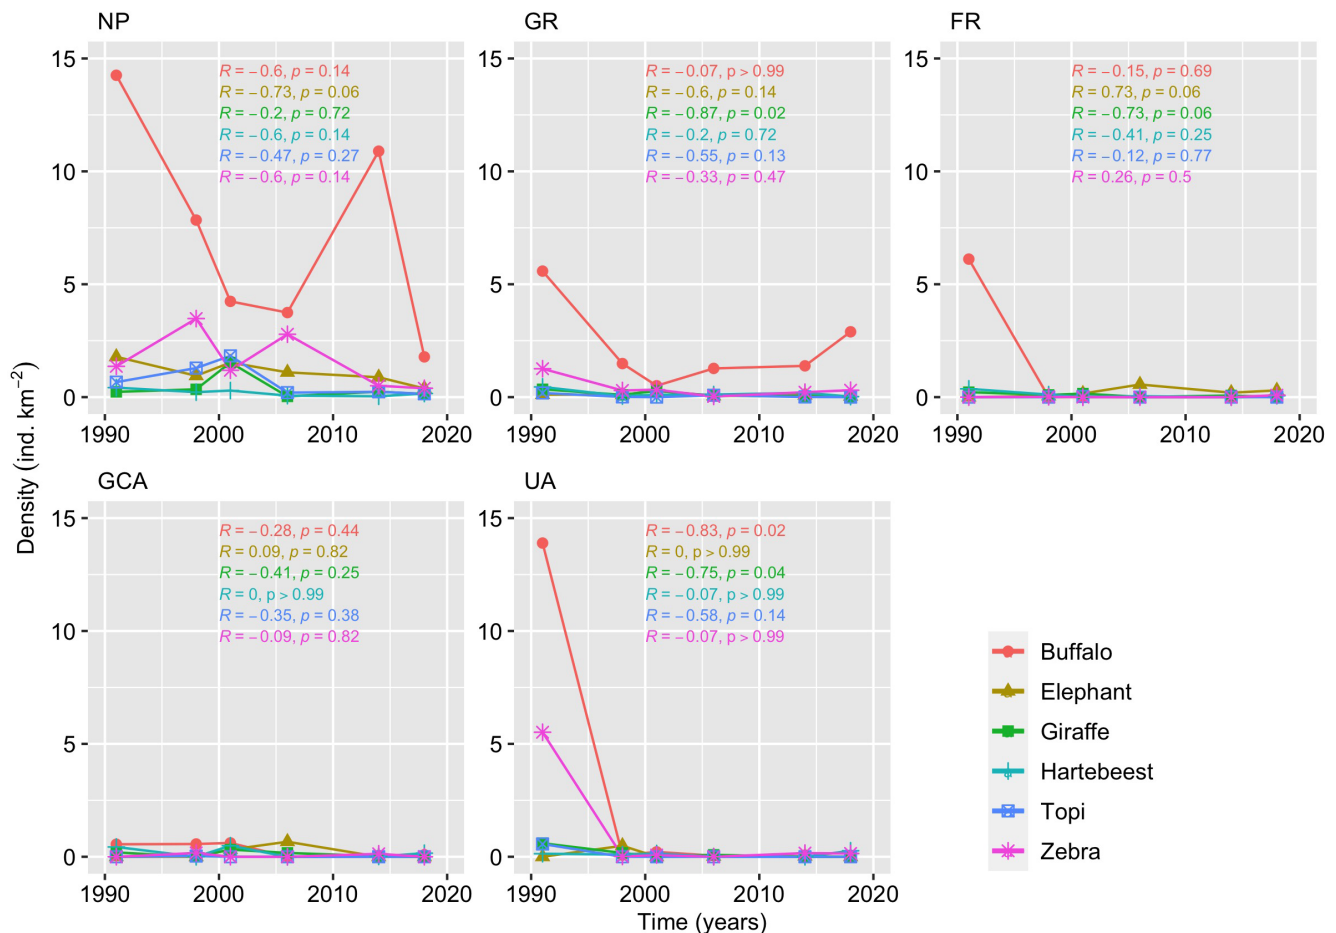 NP
15
10
5
0
R = −0.6, p = 0.14
R = −0.73, p = 0.06
R = −0.2, p = 0.72
R = −0.6, p = 0.14
R = −0.47, p = 0.27
R = −0.6, p = 0.14
1990 2000 2010 2020
GR
15
10
5
0
R = −0.07, p > 0.99
R = −0.6, p = 0.14
R = −0.87, p = 0.02
R = −0.2, p = 0.72
R = −0.55, p = 0.13
R = −0.33, p = 0.47
1990 2000 2010 2020
FR
15
10
5
0
R = −0.15, p = 0.69
R = 0.73, p = 0.06
R = −0.73, p = 0.06
R = −0.41, p = 0.25
R = −0.12, p = 0.77
R = 0.26, p = 0.5
1990 2000 2010 2020
Density (ind. km⁻²)
GCA
15
10
5
0
R = −0.28, p = 0.44
R = 0.09, p = 0.82
R = −0.41, p = 0.25
R = 0, p > 0.99
R = −0.35, p = 0.38
R = −0.09, p = 0.82
1990 2000 2010 2020
UA
15
10
5
0
R = −0.83, p = 0.02
R = 0, p > 0.99
R = −0.75, p = 0.04
R = −0.07, p > 0.99
R = −0.58, p = 0.14
R = −0.07, p > 0.99
1990 2000 2010 2020
Time (years)
Buffalo
Elephant
Giraffe
Hartebeest
Topi
Zebra